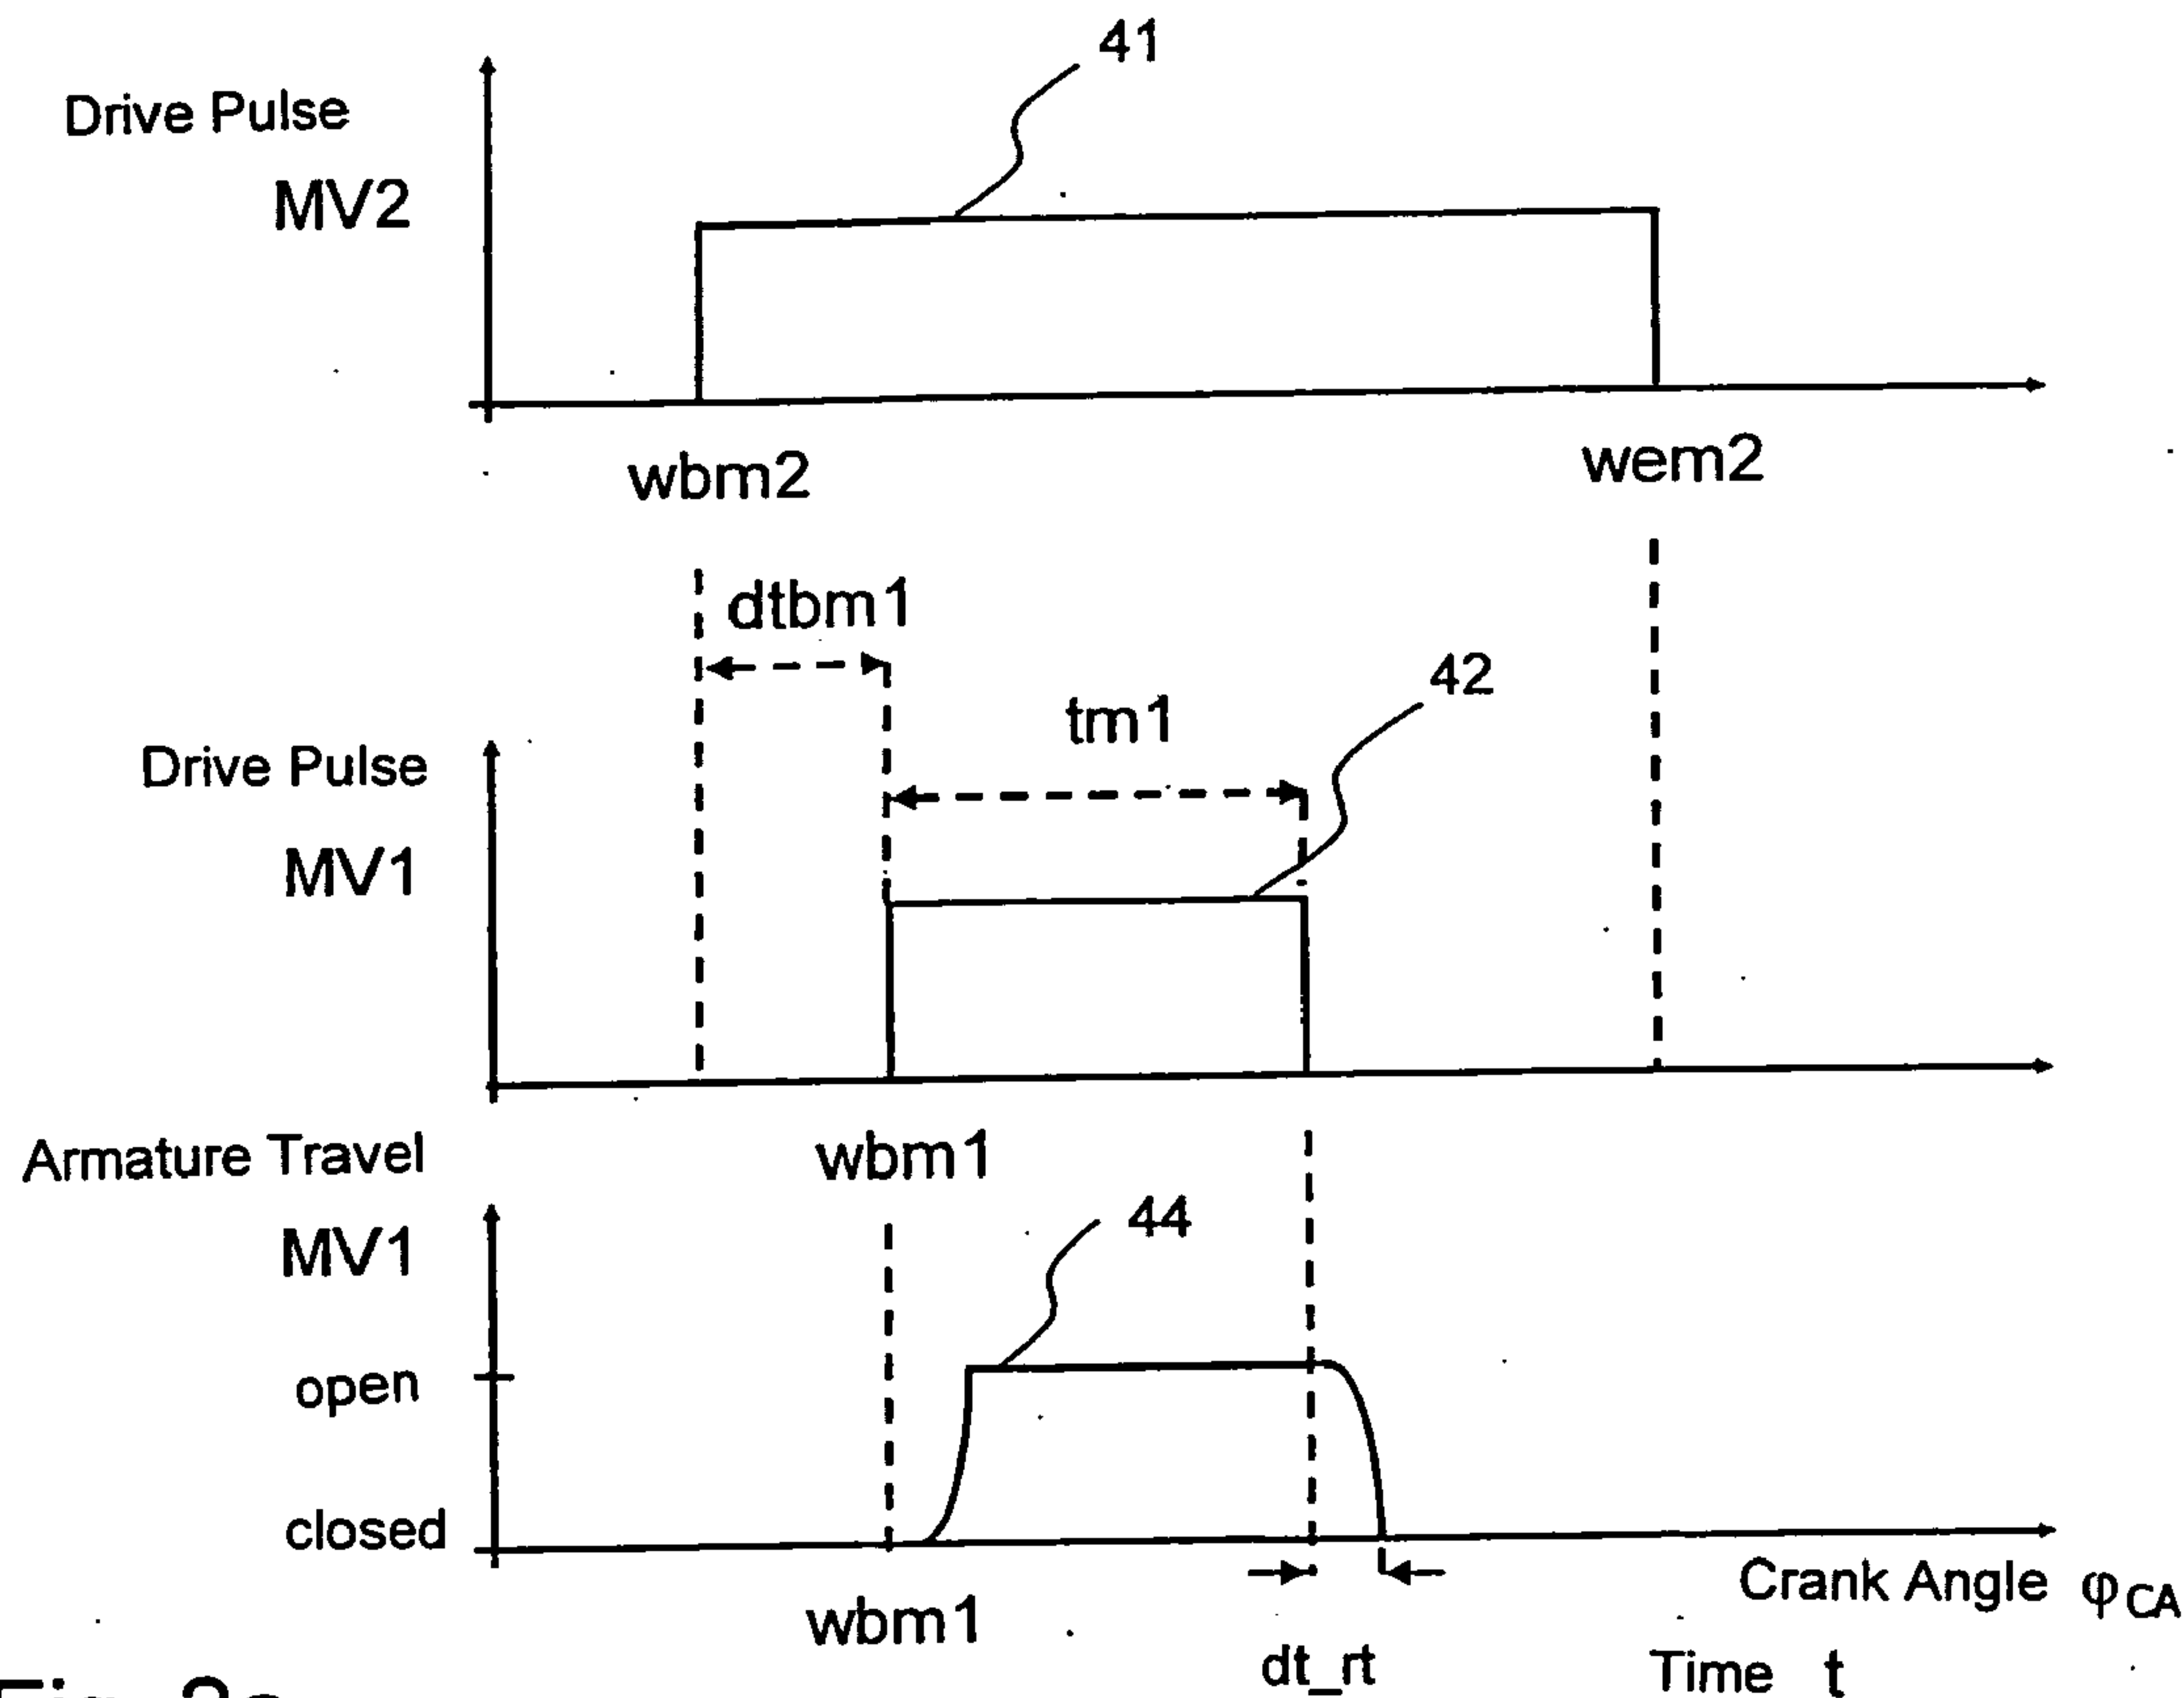 41
Drive Pulse
MV2
wbm2
wem2
dtbm1
42
tm1
Drive Pulse
MV1
Armature Travel
wbm1
44
MV1
open
closed
Crank Angle φCA
wbm1
dt_rt
Time t